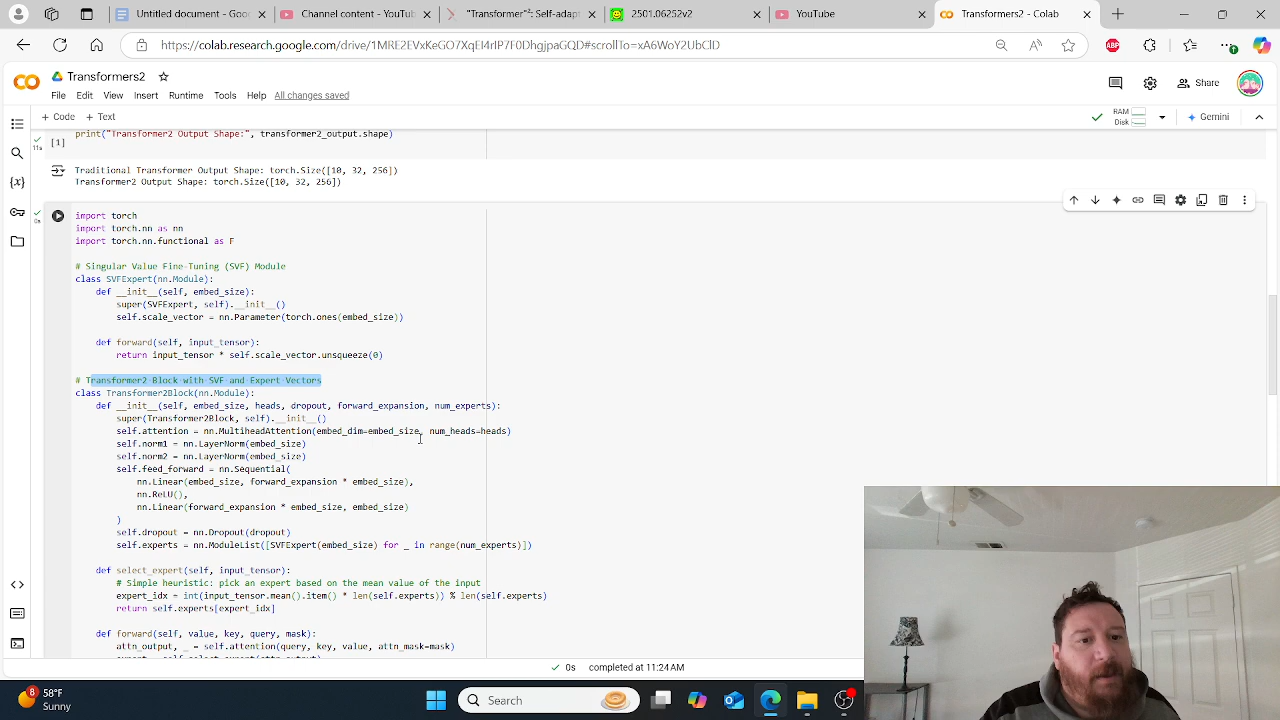 Untitled document - Goo
Channel content - YouTu
"Transformer²: Self-adapt
2501.06252v2
YouTube
Transformers2 - Colab
ABP
Transformers2
File Edit View Insert Runtime Tools Help All changes saved
Share
+ Code + Text
RAM
Disk
Gemini
[1]
11s
print("Transformer2 Output Shape:", transformer2_output.shape)
Traditional Transformer Output Shape: torch.Size([10, 32, 256])
Transformer2 Output Shape: torch.Size([10, 32, 256])
0s
import torch
import torch.nn as nn
import torch.nn.functional as F
# Singular Value Fine-Tuning (SVF) Module
class SVFExpert(nn.Module):
def __init__(self, embed_size):
super(SVFExpert, self).__init__()
self.scale_vector = nn.Parameter(torch.ones(embed_size))
def forward(self, input_tensor):
return input_tensor * self.scale_vector.unsqueeze(0)
# Transformer2 Block with SVF and Expert Vectors
class Transformer2Block(nn.Module):
def __init__(self, embed_size, heads, dropout, forward_expansion, num_experts):
super(Transformer2Block, self).__init__()
self.attention = nn.MultiheadAttention(embed_dim=embed_size, num_heads=heads)
self.norm1 = nn.LayerNorm(embed_size)
self.norm2 = nn.LayerNorm(embed_size)
self.feed_forward = nn.Sequential(
nn.Linear(embed_size, forward_expansion * embed_size),
nn.ReLU(),
nn.Linear(forward_expansion * embed_size, embed_size)
)
self.dropout = nn.Dropout(dropout)
self.experts = nn.ModuleList([SVFExpert(embed_size) for _ in range(num_experts)])
def select_expert(self, input_tensor):
# Simple heuristic: pick an expert based on the mean value of the input
expert_idx = int(input_tensor.mean().item() * len(self.experts)) % len(self.experts)
return self.experts[expert_idx]
def forward(self, value, key, query, mask):
attn_output, _ = self.attention(query, key, value, attn_mask=mask)
0s completed at 11:24 AM
8
58°F
Sunny
Search